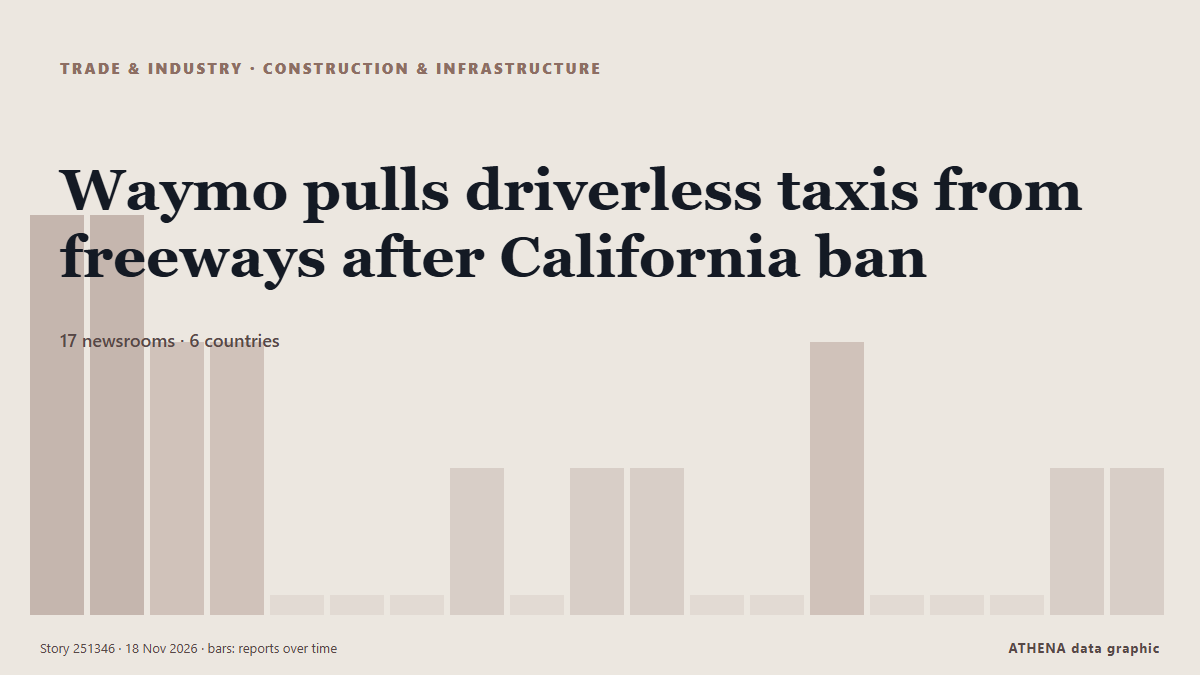 TRADE & INDUSTRY · CONSTRUCTION & INFRASTRUCTURE
Waymo pulls driverless taxis from
freeways after California ban
17 newsrooms · 6 countries
Story 251346 · 18 Nov 2026 · bars: reports over time
ATHENA data graphic